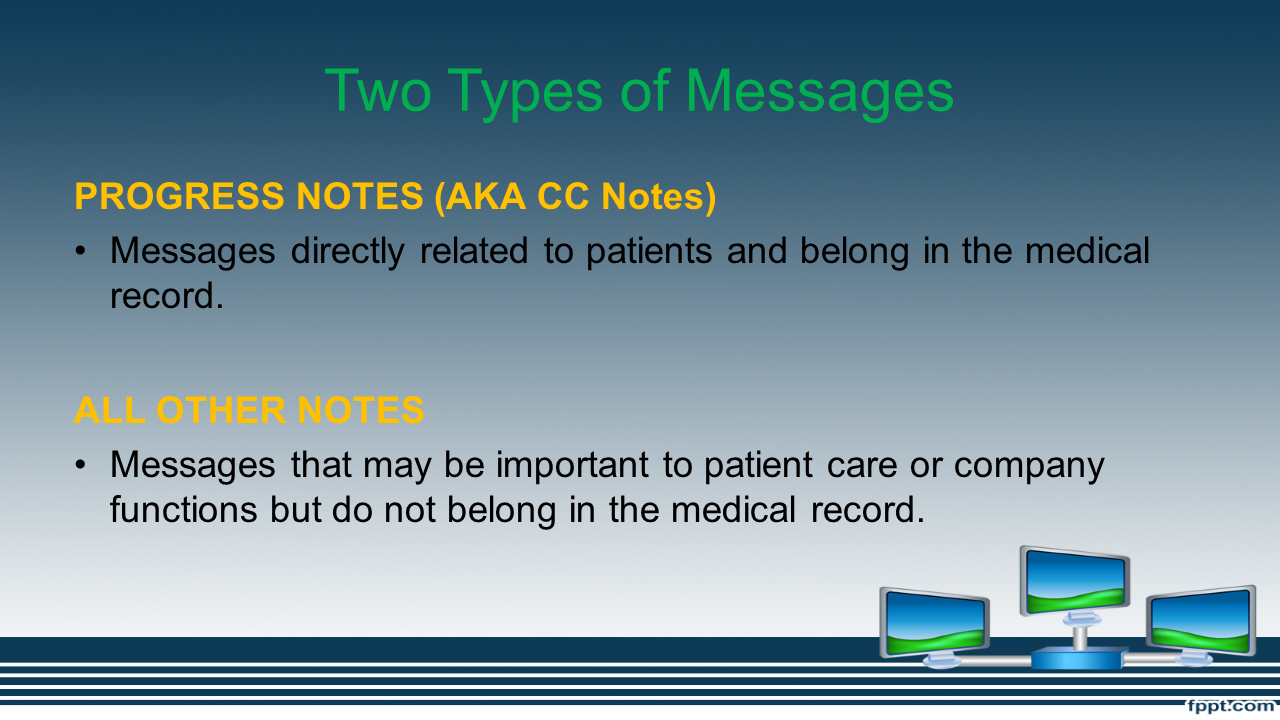 Two Types of Messages
PROGRESS NOTES (AKA CC Notes)
• Messages directly related to patients and belong in the medical
record.
ALL OTHER NOTES
• Messages that may be important to patient care or company
functions but do not belong in the medical record.
fppt.com